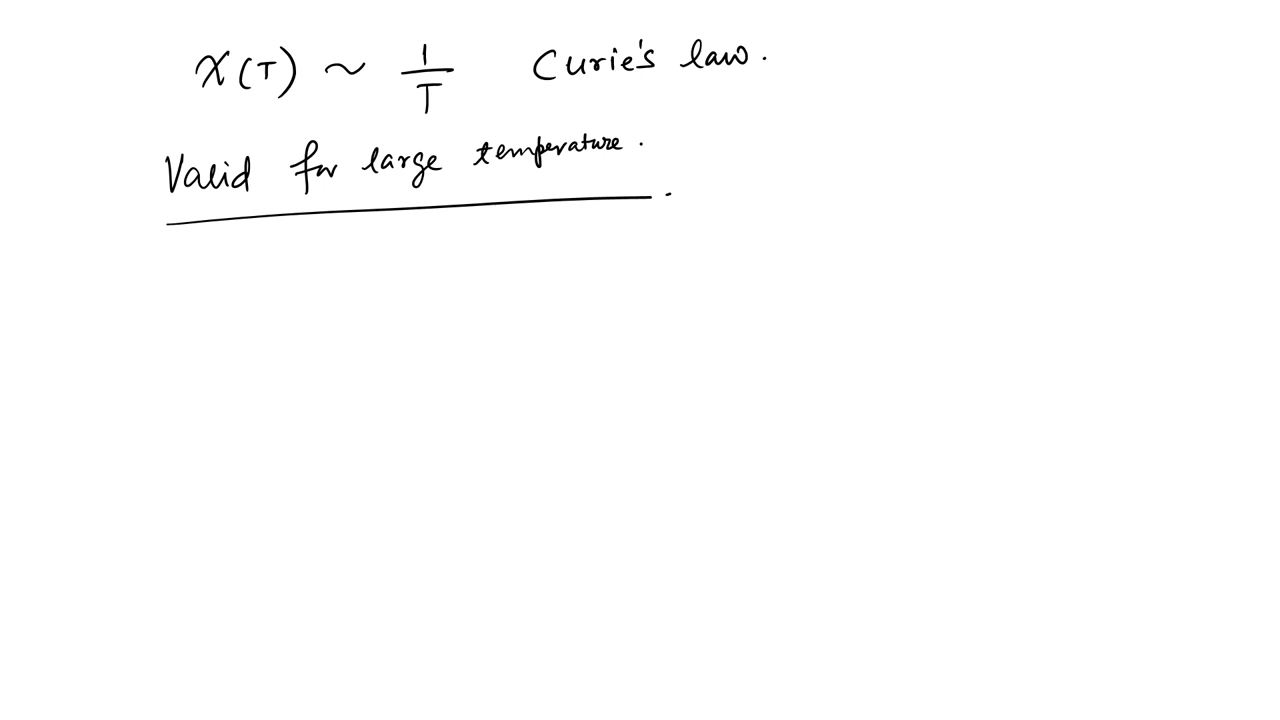 χ(T) ~ 1/T Curie's law.
Valid for large temperature.